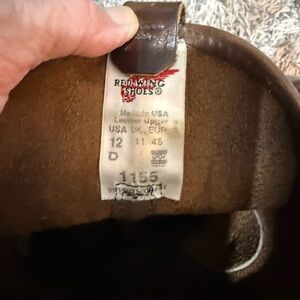 RED WING
SHOES®
Made in USA
Leather Upper
USA UK EUR
12 11 45
D
1155